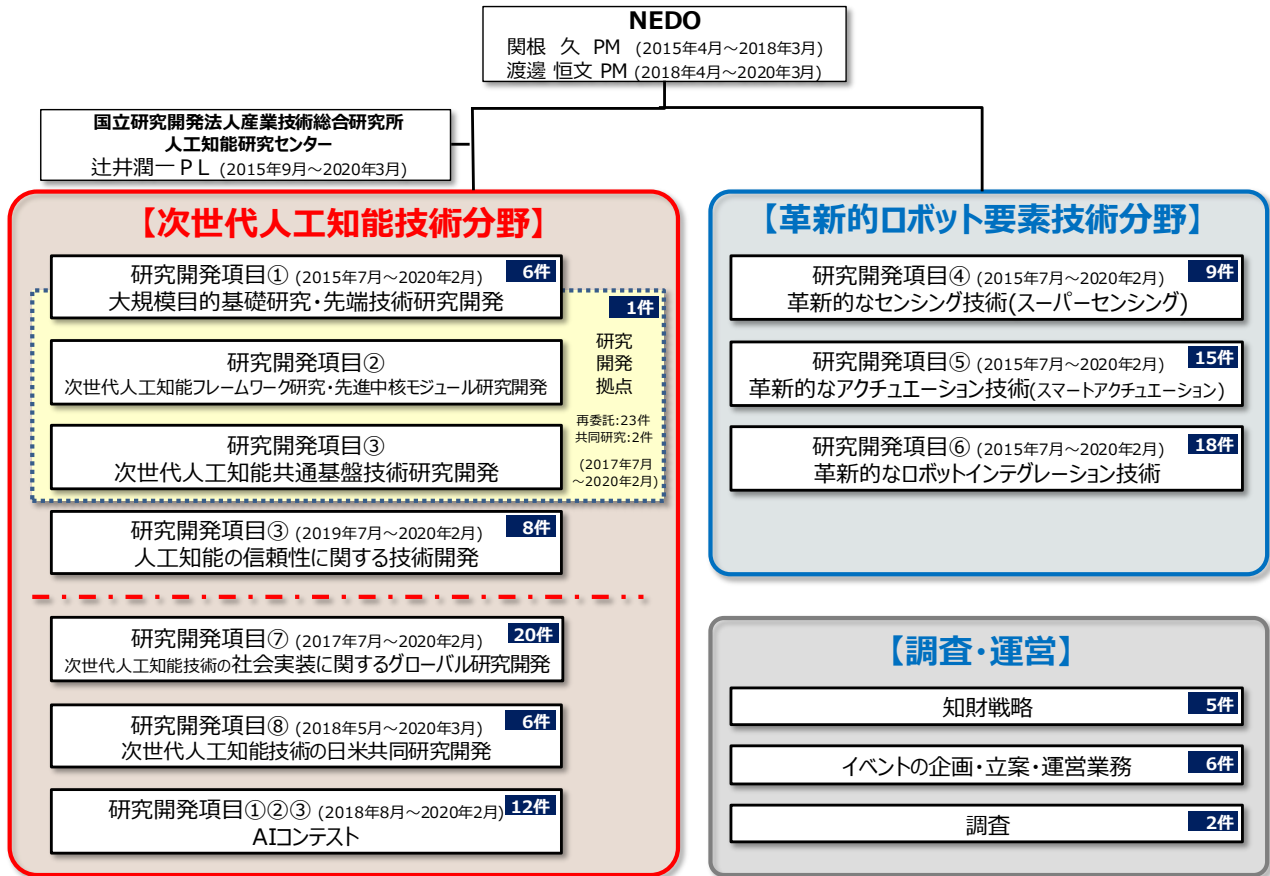 NEDO
関根 久 PM (2015年4月～2018年3月)
渡邊 恒文 PM (2018年4月～2020年3月)
国立研究開発法人産業技術総合研究所
人工知能研究センター
辻井潤一ＰＬ (2015年9月～2020年3月)
【次世代人工知能技術分野】
研究開発項目① (2015年7月～2020年2月) 6件
大規模目的基礎研究・先端技術研究開発
1件
研究
開発
拠点
再委託:23件
共同研究:2件
(2017年7月
～2020年2月)
研究開発項目②
次世代人工知能フレームワーク研究・先進中核モジュール研究開発
研究開発項目③
次世代人工知能共通基盤技術研究開発
研究開発項目③ (2019年7月～2020年2月) 8件
人工知能の信頼性に関する技術開発
研究開発項目⑦ (2017年7月～2020年2月) 20件
次世代人工知能技術の社会実装に関するグローバル研究開発
研究開発項目⑧ (2018年5月～2020年3月) 6件
次世代人工知能技術の日米共同研究開発
研究開発項目①②③ (2018年8月～2020年2月) 12件
AIコンテスト
【革新的ロボット要素技術分野】
研究開発項目④ (2015年7月～2020年2月) 9件
革新的なセンシング技術(スーパーセンシング)
研究開発項目⑤ (2015年7月～2020年2月) 15件
革新的なアクチュエーション技術(スマートアクチュエーション)
研究開発項目⑥ (2015年7月～2020年2月) 18件
革新的なロボットインテグレーション技術
【調査・運営】
知財戦略 5件
イベントの企画・立案・運営業務 6件
調査 2件